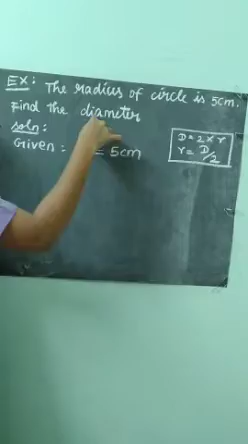 Ex: The radius of circle is 5cm.
Find the diameter
Soln:
Given : = 5cm
D = 2 x r
r = D/2